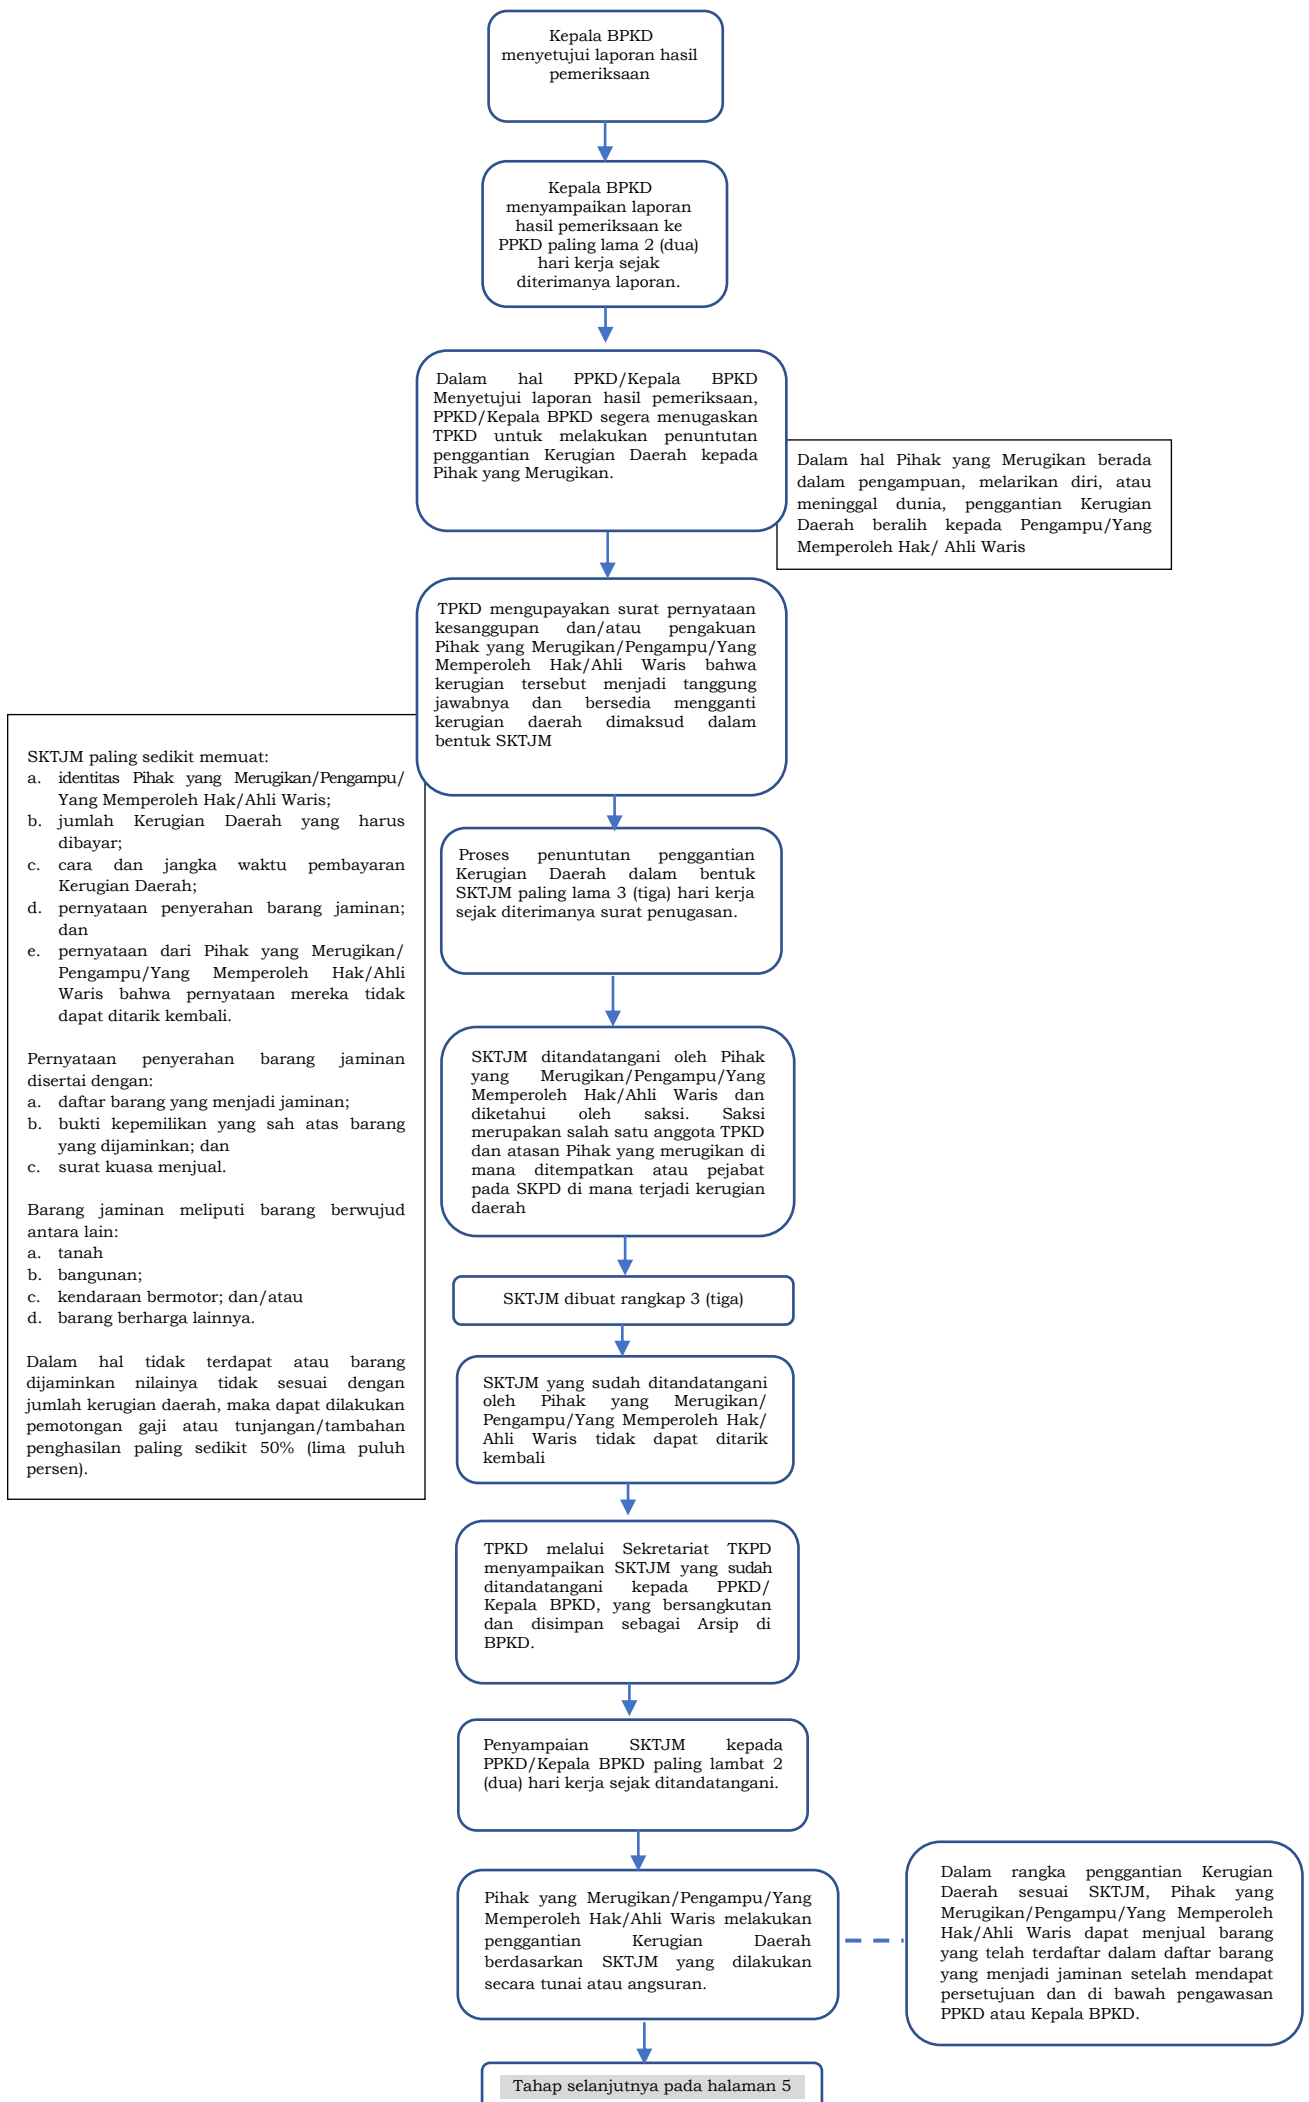 Kepala BPKD
menyetujui laporan hasil
pemeriksaan
Kepala BPKD
menyampaikan laporan
hasil pemeriksaan ke
PPKD paling lama 2 (dua)
hari kerja sejak
diterimanya laporan.
Dalam hal PPKD/Kepala BPKD
Menyetujui laporan hasil pemeriksaan,
PPKD/Kepala BPKD segera menugaskan
TPKD untuk melakukan penuntutan
penggantian Kerugian Daerah kepada
Pihak yang Merugikan.
Dalam hal Pihak yang Merugikan berada
dalam pengampuan, melarikan diri, atau
meninggal dunia, penggantian Kerugian
Daerah beralih kepada Pengampu/Yang
Memperoleh Hak/ Ahli Waris
TPKD mengupayakan surat pernyataan
kesanggupan dan/atau pengakuan
Pihak yang Merugikan/Pengampu/Yang
Memperoleh Hak/Ahli Waris bahwa
kerugian tersebut menjadi tanggung
jawabnya dan bersedia mengganti
kerugian daerah dimaksud dalam
bentuk SKTJM
SKTJM paling sedikit memuat:
a. identitas Pihak yang Merugikan/Pengampu/
Yang Memperoleh Hak/Ahli Waris;
b. jumlah Kerugian Daerah yang harus
dibayar;
c. cara dan jangka waktu pembayaran
Kerugian Daerah;
d. pernyataan penyerahan barang jaminan;
dan
e. pernyataan dari Pihak yang Merugikan/
Pengampu/Yang Memperoleh Hak/Ahli
Waris bahwa pernyataan mereka tidak
dapat ditarik kembali.
Pernyataan penyerahan barang jaminan
disertai dengan:
a. daftar barang yang menjadi jaminan;
b. bukti kepemilikan yang sah atas barang
yang dijaminkan; dan
c. surat kuasa menjual.
Barang jaminan meliputi barang berwujud
antara lain:
a. tanah
b. bangunan;
c. kendaraan bermotor; dan/atau
d. barang berharga lainnya.
Dalam hal tidak terdapat atau barang
dijaminkan nilainya tidak sesuai dengan
jumlah kerugian daerah, maka dapat dilakukan
pemotongan gaji atau tunjangan/tambahan
penghasilan paling sedikit 50% (lima puluh
persen).
Proses penuntutan penggantian
Kerugian Daerah dalam bentuk
SKTJM paling lama 3 (tiga) hari kerja
sejak diterimanya surat penugasan.
SKTJM ditandatangani oleh Pihak
yang Merugikan/Pengampu/Yang
Memperoleh Hak/Ahli Waris dan
diketahui oleh saksi. Saksi
merupakan salah satu anggota TPKD
dan atasan Pihak yang merugikan di
mana ditempatkan atau pejabat
pada SKPD di mana terjadi kerugian
daerah
SKTJM dibuat rangkap 3 (tiga)
SKTJM yang sudah ditandatangani
oleh Pihak yang Merugikan/
Pengampu/Yang Memperoleh Hak/
Ahli Waris tidak dapat ditarik
kembali
TPKD melalui Sekretariat TKPD
menyampaikan SKTJM yang sudah
ditandatangani kepada PPKD/
Kepala BPKD, yang bersangkutan
dan disimpan sebagai Arsip di
BPKD.
Penyampaian SKTJM kepada
PPKD/Kepala BPKD paling lambat 2
(dua) hari kerja sejak ditandatangani.
Pihak yang Merugikan/Pengampu/Yang
Memperoleh Hak/Ahli Waris melakukan
penggantian Kerugian Daerah
berdasarkan SKTJM yang dilakukan
secara tunai atau angsuran.
Dalam rangka penggantian Kerugian
Daerah sesuai SKTJM, Pihak yang
Merugikan/Pengampu/Yang Memperoleh
Hak/Ahli Waris dapat menjual barang
yang telah terdaftar dalam daftar barang
yang menjadi jaminan setelah mendapat
persetujuan dan di bawah pengawasan
PPKD atau Kepala BPKD.
Tahap selanjutnya pada halaman 5